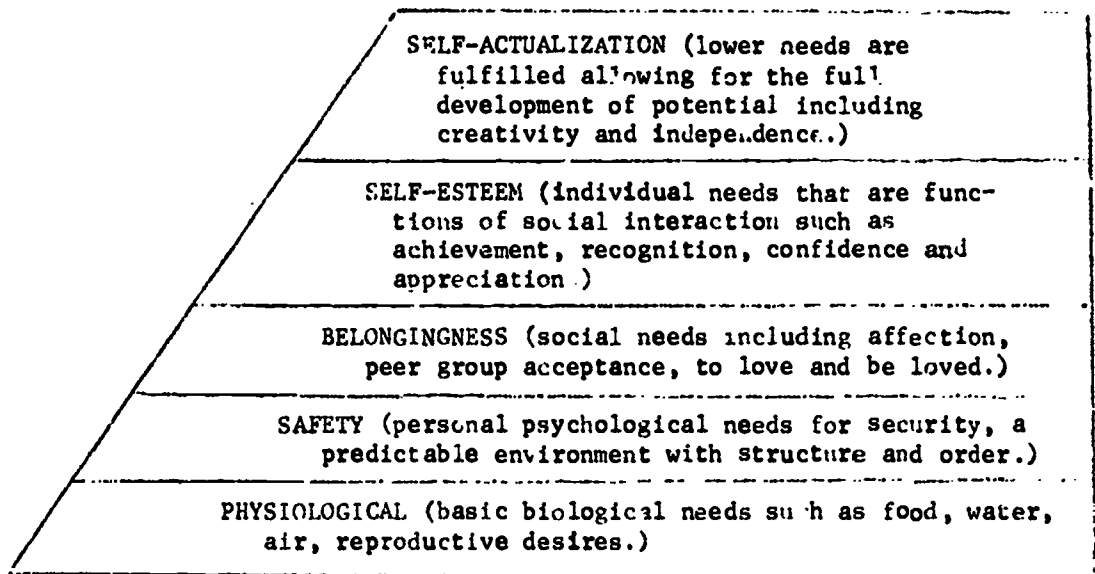 SELF-ACTUALIZATION (lower needs are
fulfilled allowing for the full
development of potential including
creativity and independence.)
SELF-ESTEEM (individual needs that are func-
tions of social interaction such as
achievement, recognition, confidence and
appreciation.)
BELONGINGNESS (social needs including affection,
peer group acceptance, to love and be loved.)
SAFETY (personal psychological needs for security, a
predictable environment with structure and order.)
PHYSIOLOGICAL (basic biological needs such as food, water,
air, reproductive desires.)